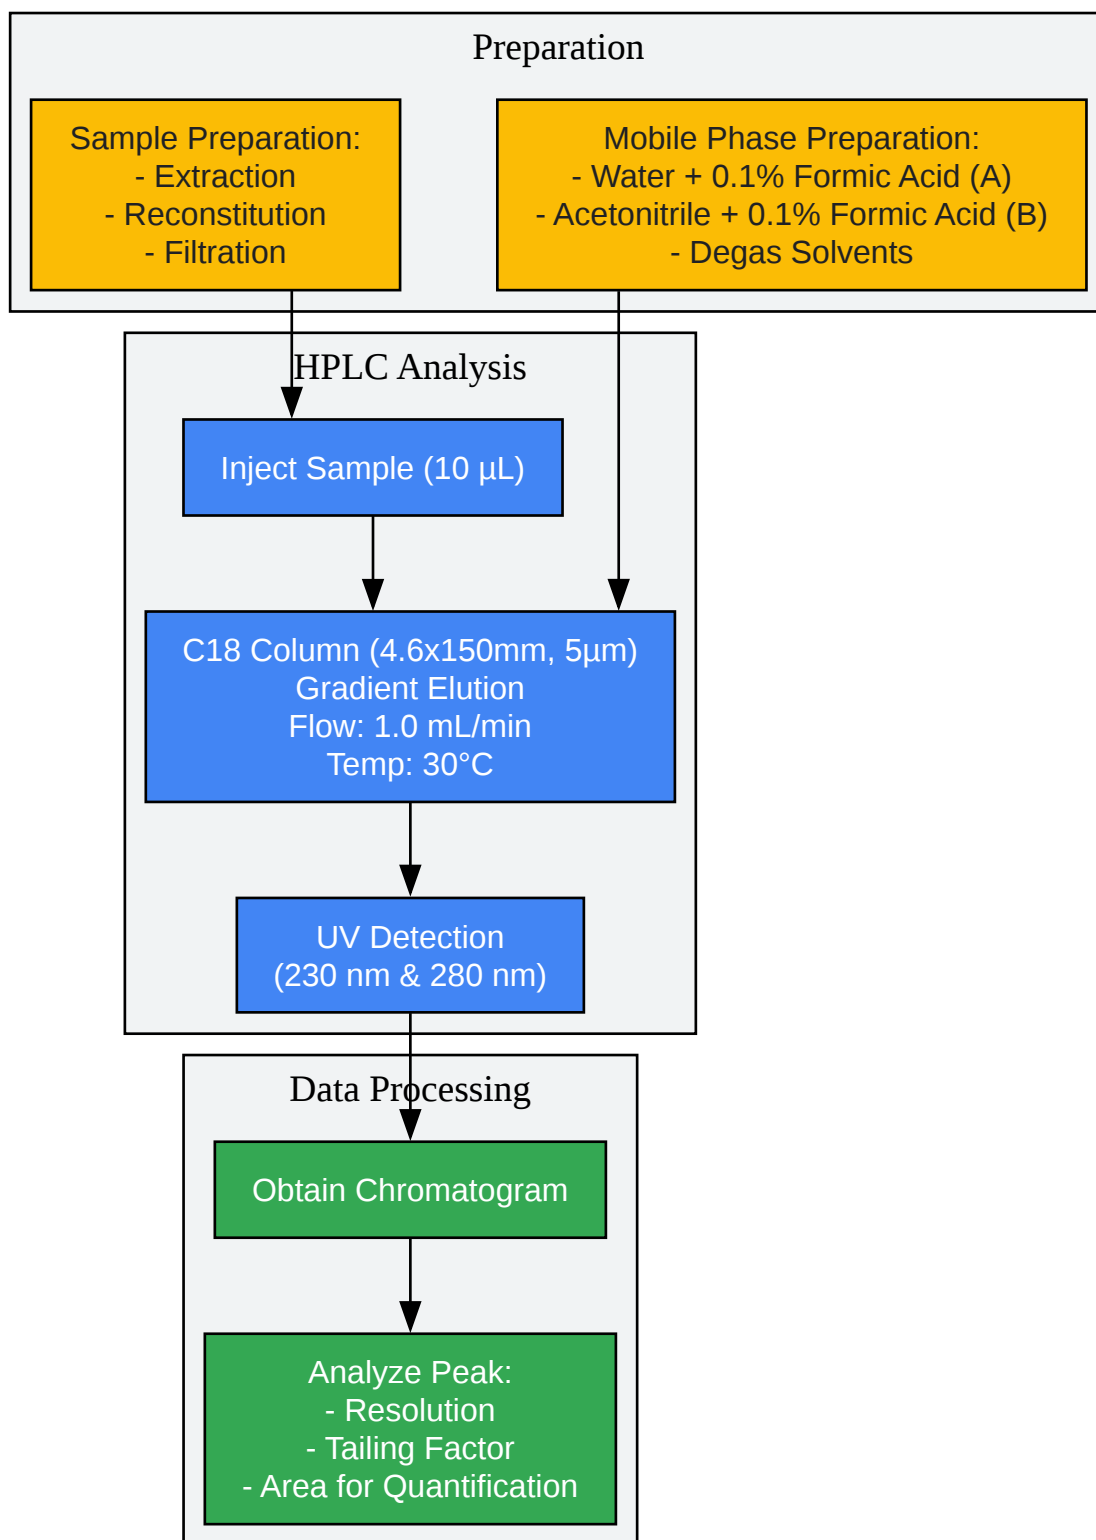 Preparation
Sample Preparation:
- Extraction
- Reconstitution
- Filtration
Mobile Phase Preparation:
- Water + 0.1% Formic Acid (A)
- Acetonitrile + 0.1% Formic Acid (B)
- Degas Solvents
HPLC Analysis
Inject Sample (10 µL)
C18 Column (4.6x150mm, 5µm)
Gradient Elution
Flow: 1.0 mL/min
Temp: 30°C
UV Detection
(230 nm & 280 nm)
Data Processing
Obtain Chromatogram
Analyze Peak:
- Resolution
- Tailing Factor
- Area for Quantification